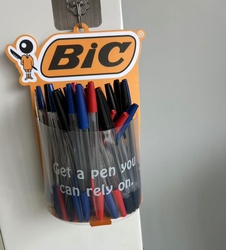 BiC
Get a pen you
can rely on.